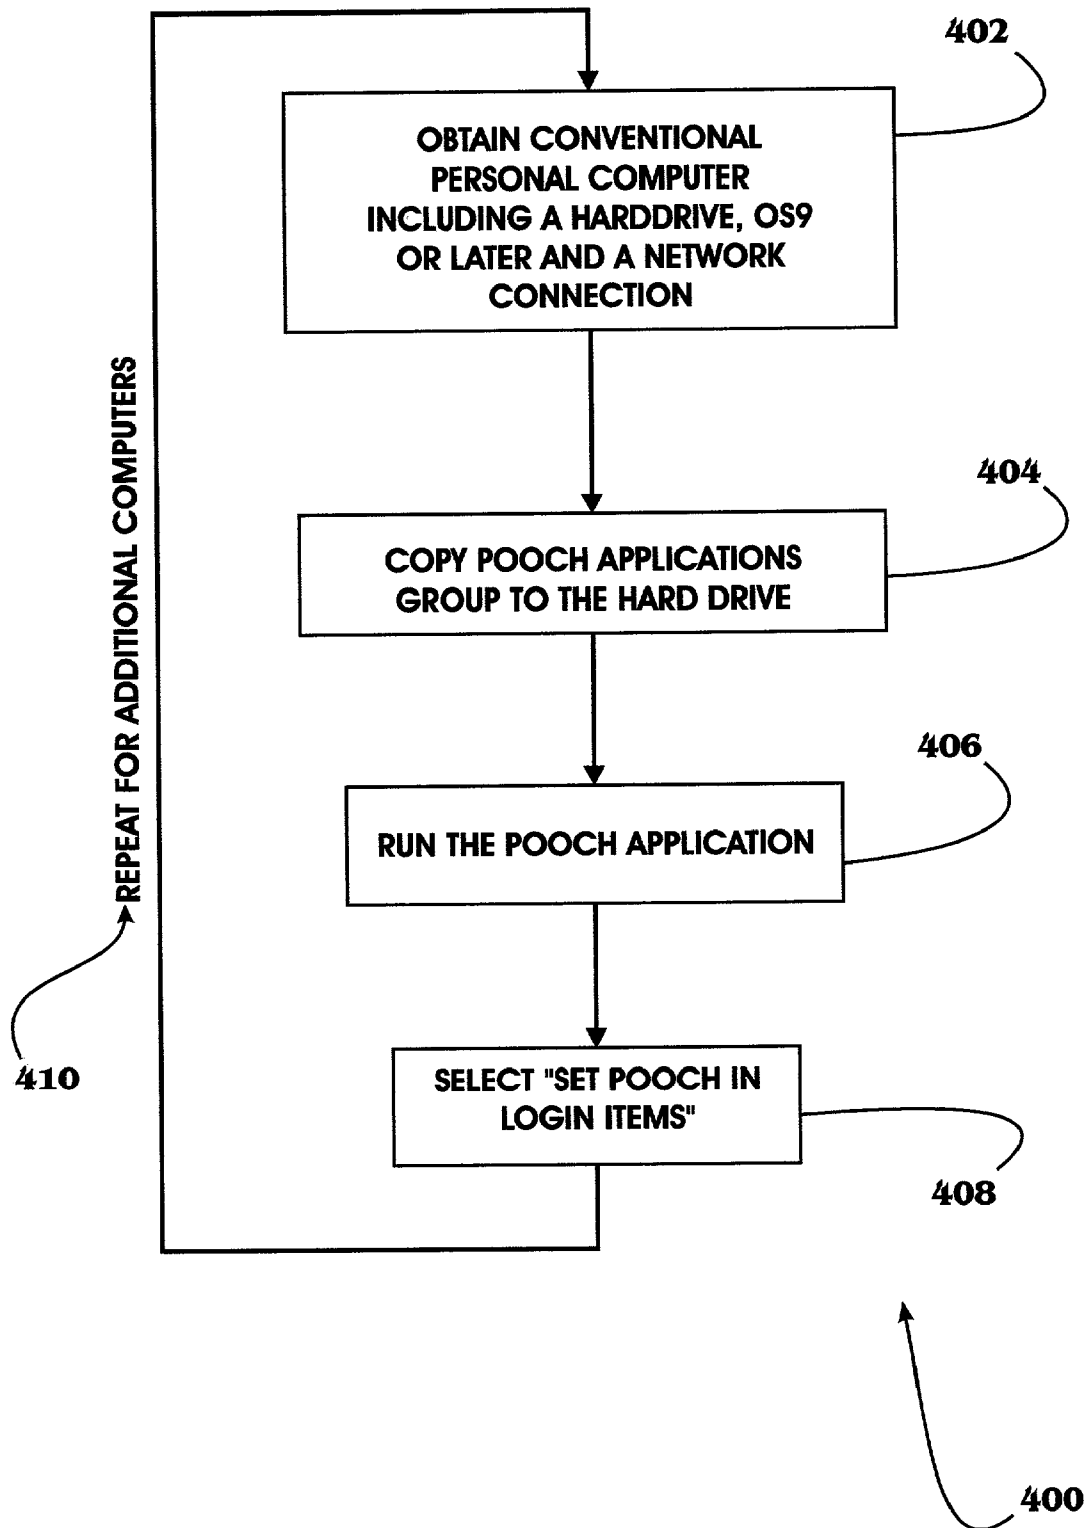 402
OBTAIN CONVENTIONAL
PERSONAL COMPUTER
INCLUDING A HARDDRIVE, OS9
OR LATER AND A NETWORK
CONNECTION
404
COPY POOCH APPLICATIONS
GROUP TO THE HARD DRIVE
REPEAT FOR ADDITIONAL COMPUTERS
406
RUN THE POOCH APPLICATION
410
SELECT "SET POOCH IN
LOGIN ITEMS"
408
400